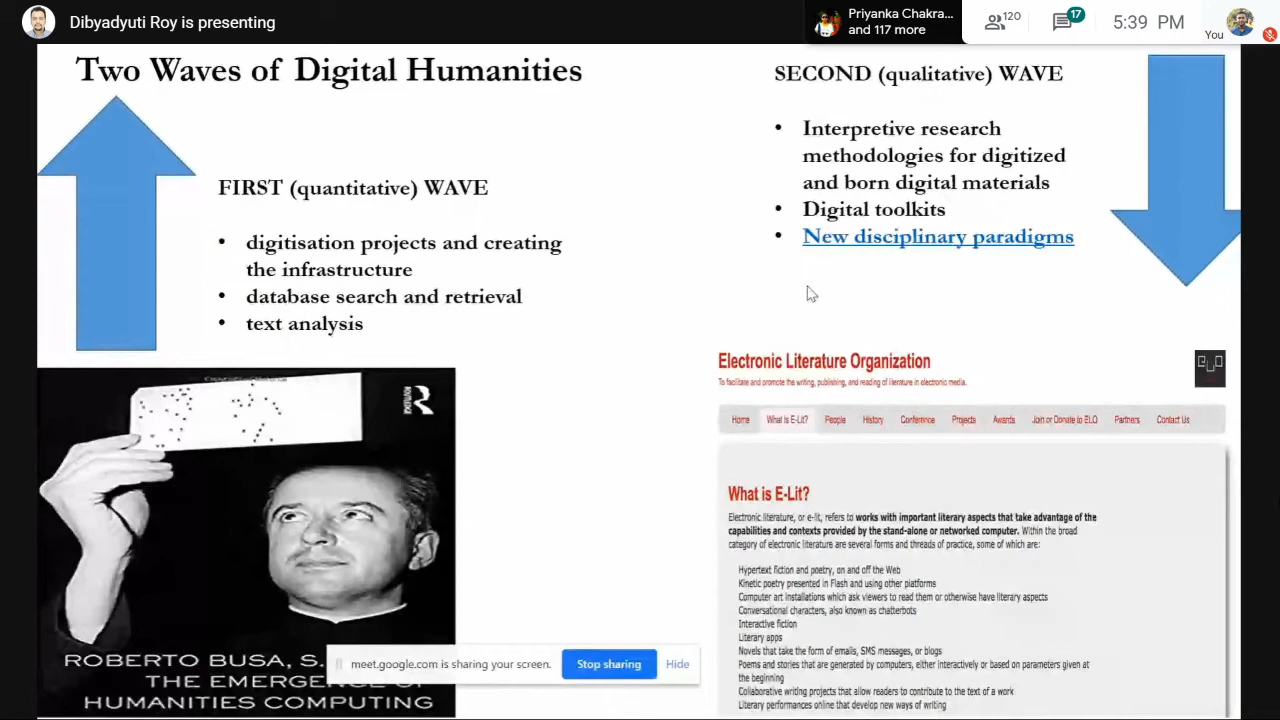 Dibyadyuti Roy is presenting
Priyanka Chakra...
and 117 more
120
17
5:39 PM
You
Two Waves of Digital Humanities
FIRST (quantitative) WAVE
• digitisation projects and creating
the infrastructure
• database search and retrieval
• text analysis
SECOND (qualitative) WAVE
• Interpretive research
methodologies for digitized
and born digital materials
• Digital toolkits
• New disciplinary paradigms
ROUTLEDGE
ROBERTO BUSA, S.
THE EMERGENCE OF
HUMANITIES COMPUTING
meet.google.com is sharing your screen.
Stop sharing
Hide
Electronic Literature Organization
To facilitate and promote the writing, publishing, and reading of literature in electronic media.
Home What is E-Lit? People History Conference Projects Awards Join or Donate to ELO Partners Contact Us
What is E-Lit?
Electronic literature, or e-lit, refers to works with important literary aspects that take advantage of the
capabilities and contexts provided by the stand-alone or networked computer. Within the broad
category of electronic literature are several forms and threads of practice, some of which are:
Hypertext fiction and poetry, on and off the Web
Kinetic poetry presented in Flash and using other platforms
Computer art installations which ask viewers to read them or otherwise have literary aspects
Conversational characters, also known as chatterbots
Interactive fiction
Literary apps
Novels that take the form of emails, SMS messages, or blogs
Poems and stories that are generated by computers, either interactively or based on parameters given at
the beginning
Collaborative writing projects that allow readers to contribute to the text of a work
Literary performances online that develop new ways of writing